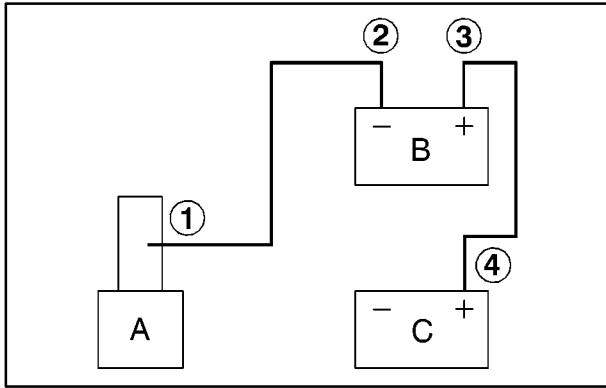 ② ③
− +
B
①
④
− +
A C